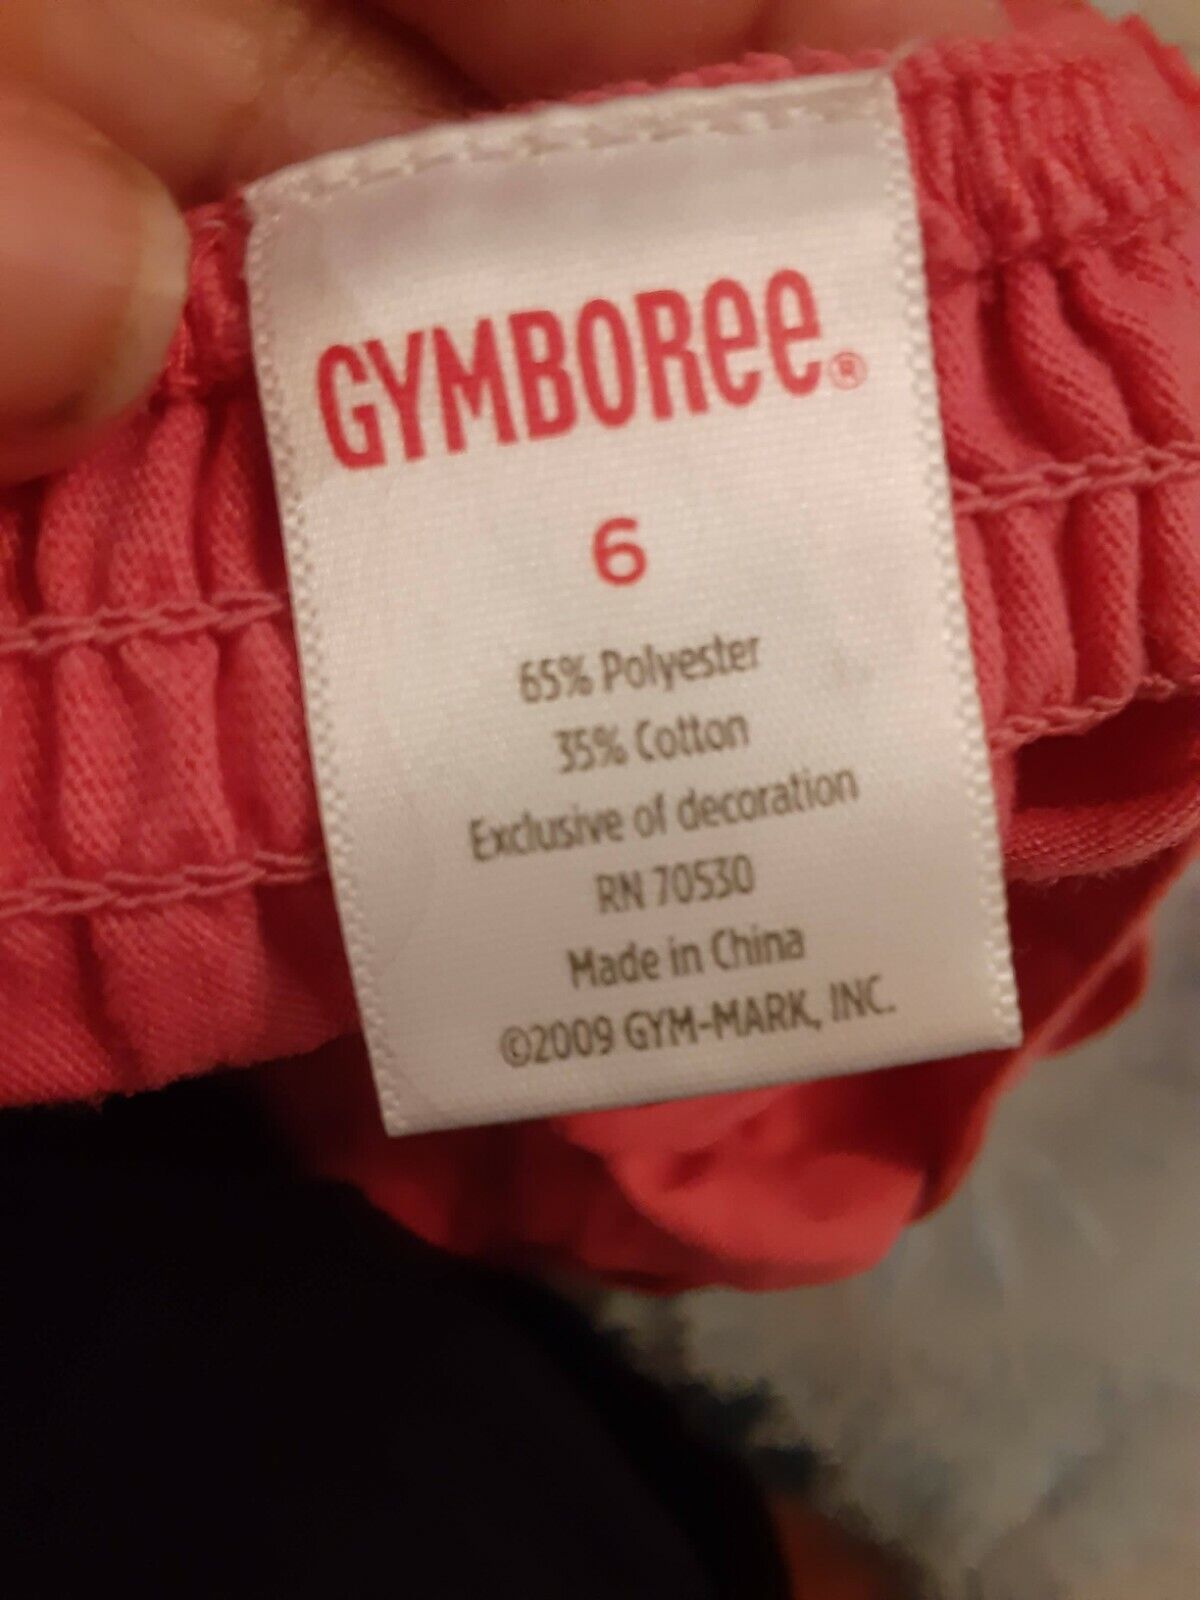 GYMBOREE®
6
65% Polyester
35% Cotton
Exclusive of decoration
RN 70530
Made in China
©2009 GYM-MARK, INC.